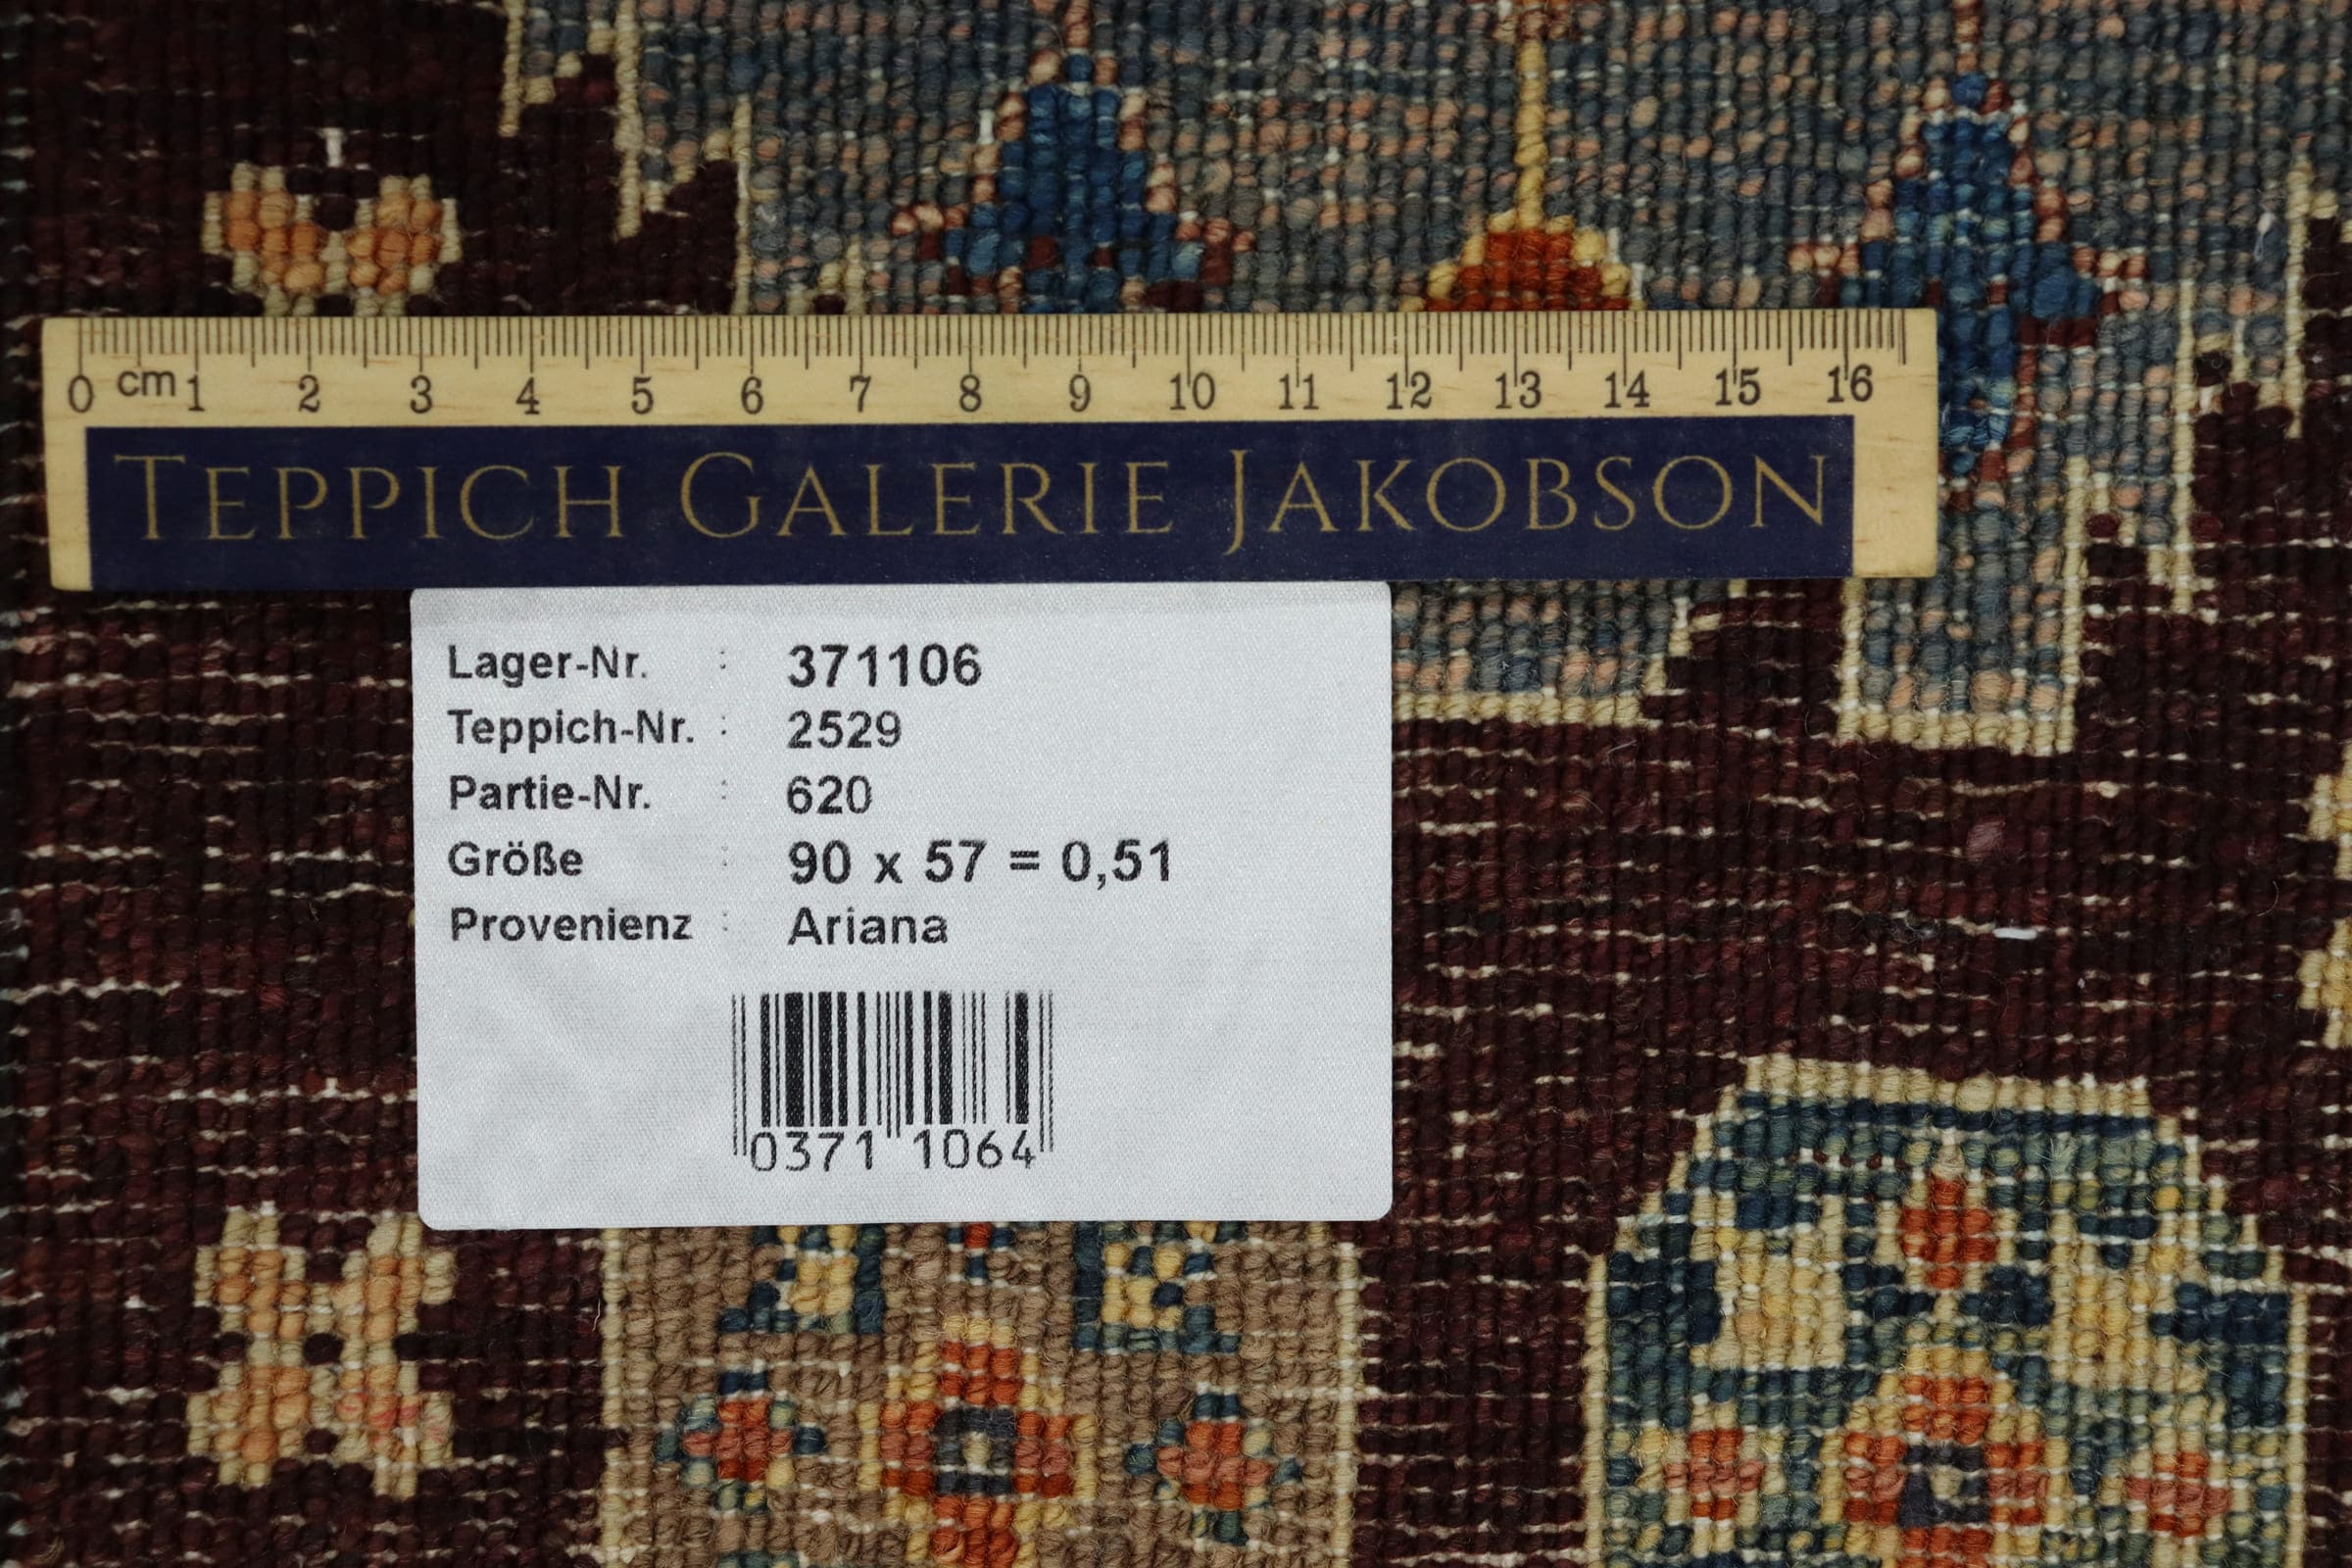 0 cm 1 2 3 4 5 6 7 8 9 10 11 12 13 14 15 16
TEPPICH GALERIE JAKOBSON
Lager-Nr. : 371106
Teppich-Nr. : 2529
Partie-Nr. : 620
Größe : 90 x 57 = 0,51
Provenienz : Ariana
0371 1064